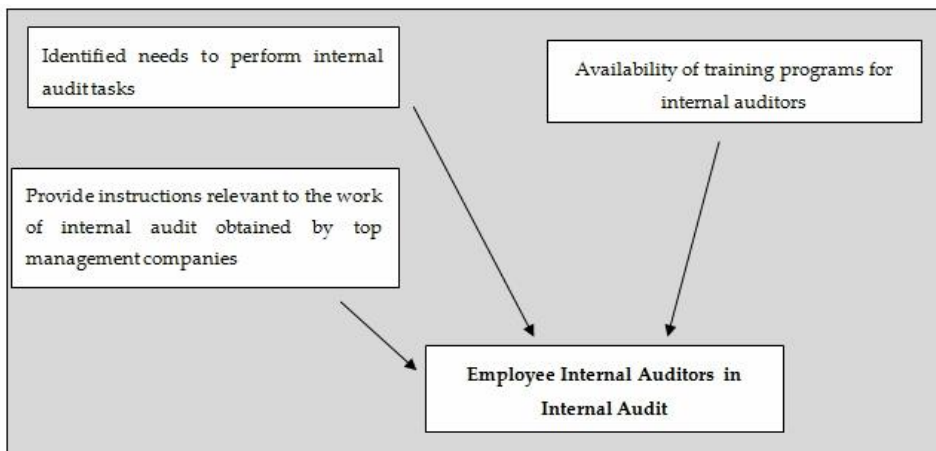 Identified needs to perform internal
audit tasks
Availability of training programs for
internal auditors
Provide instructions relevant to the work
of internal audit obtained by top
management companies
Employee Internal Auditors in
Internal Audit